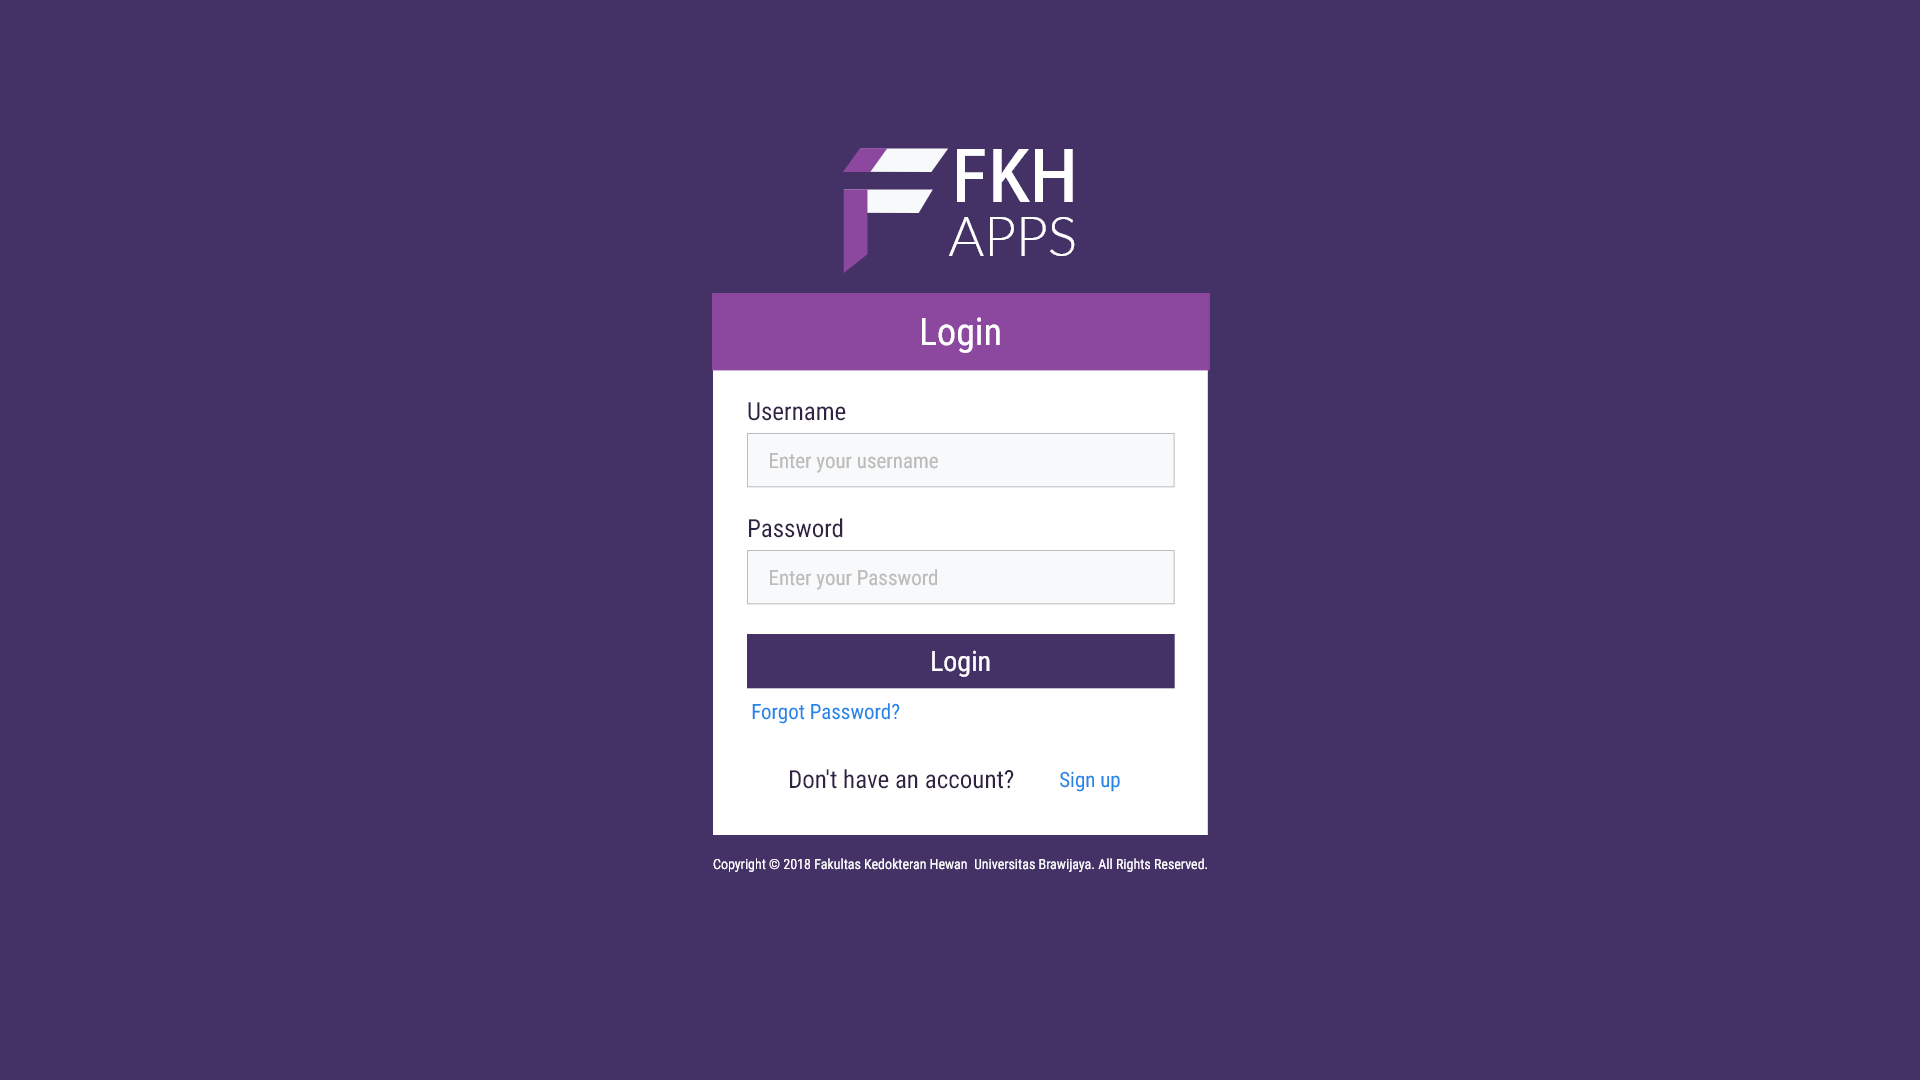 FKH
APPS
Login
Username
Enter your username
Password
Enter your Password
Login
Forgot Password?
Don't have an account? Sign up
Copyright © 2018 Fakultas Kedokteran Hewan  Universitas Brawijaya. All Rights Reserved.